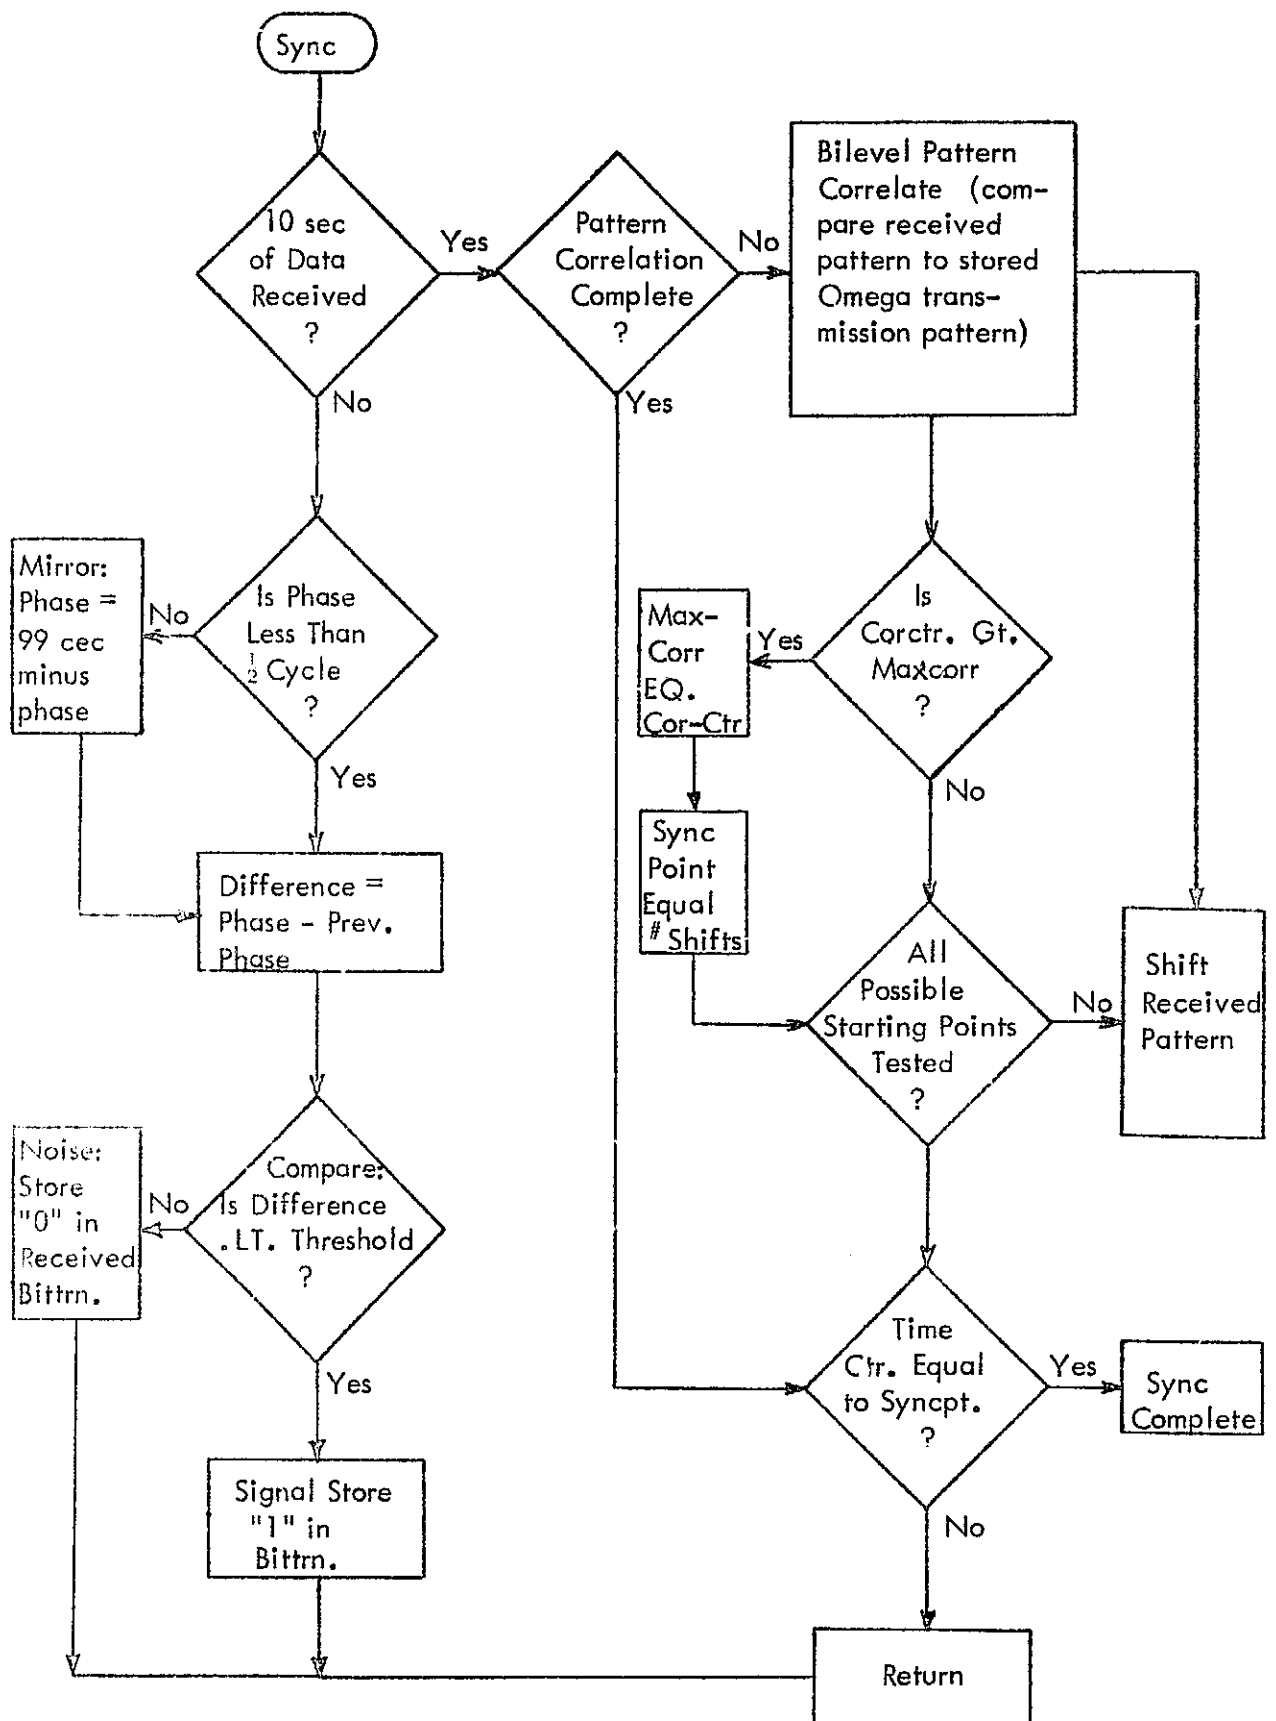 Sync
10 sec
of Data
Received
?
Yes
No
Pattern
Correlation
Complete
?
No
Yes
Bilevel Pattern
Correlate (com-
pare received
pattern to stored
Omega trans-
mission pattern)
Mirror:
Phase =
99 cec
minus
phase
No
Is Phase
Less Than
½ Cycle
?
Yes
Max-
Corr
EQ.
Cor-Ctr
Yes
Is
Corctr. Gt.
Maxcorr
?
No
Sync
Point
Equal
# Shifts
Difference =
Phase - Prev.
Phase
All
Possible
Starting Points
Tested
?
No
Shift
Received
Pattern
Noise:
Store
"0" in
Received
Bittrn.
No
Compare:
Is Difference
.LT. Threshold
?
Yes
Time
Ctr. Equal
to Syncpt.
?
Yes
No
Sync
Complete
Signal Store
"1" in
Bittrn.
Return